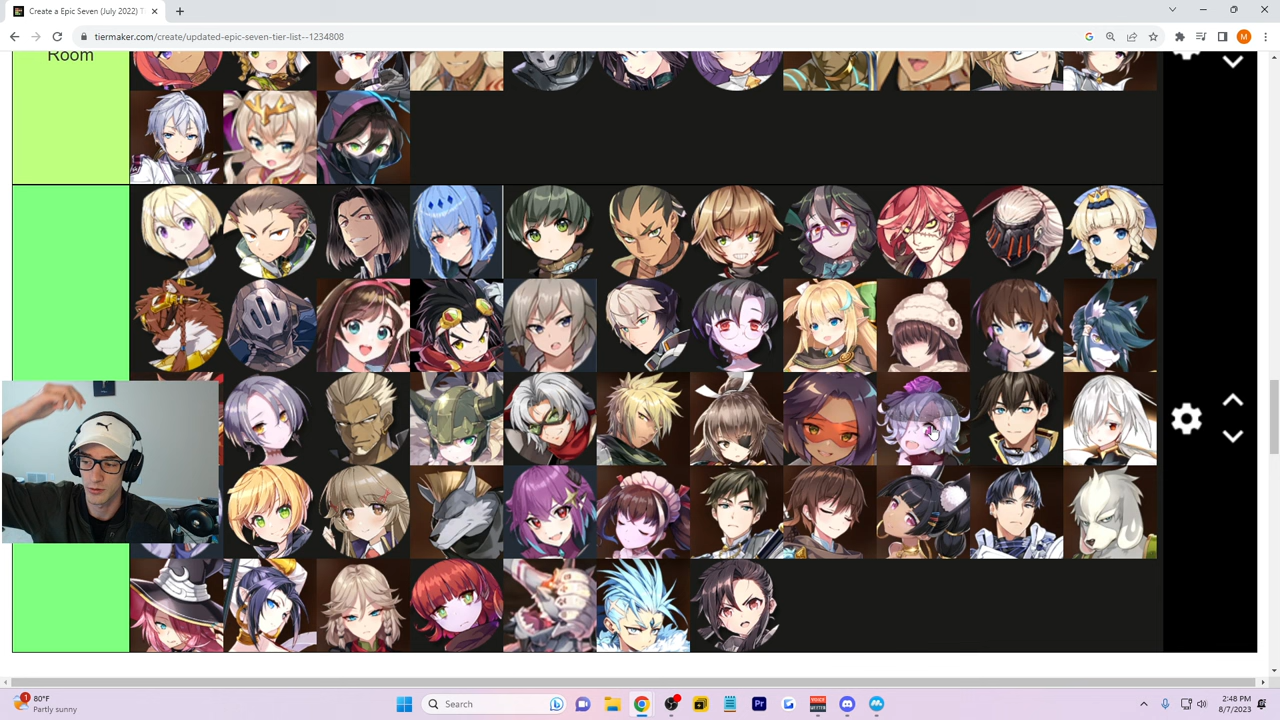 Create a Epic Seven (July 2022) T
tiermaker.com/create/updated-epic-seven-tier-list--1234808
Room
80°F
Partly sunny
Search
2:48 PM
8/7/2023